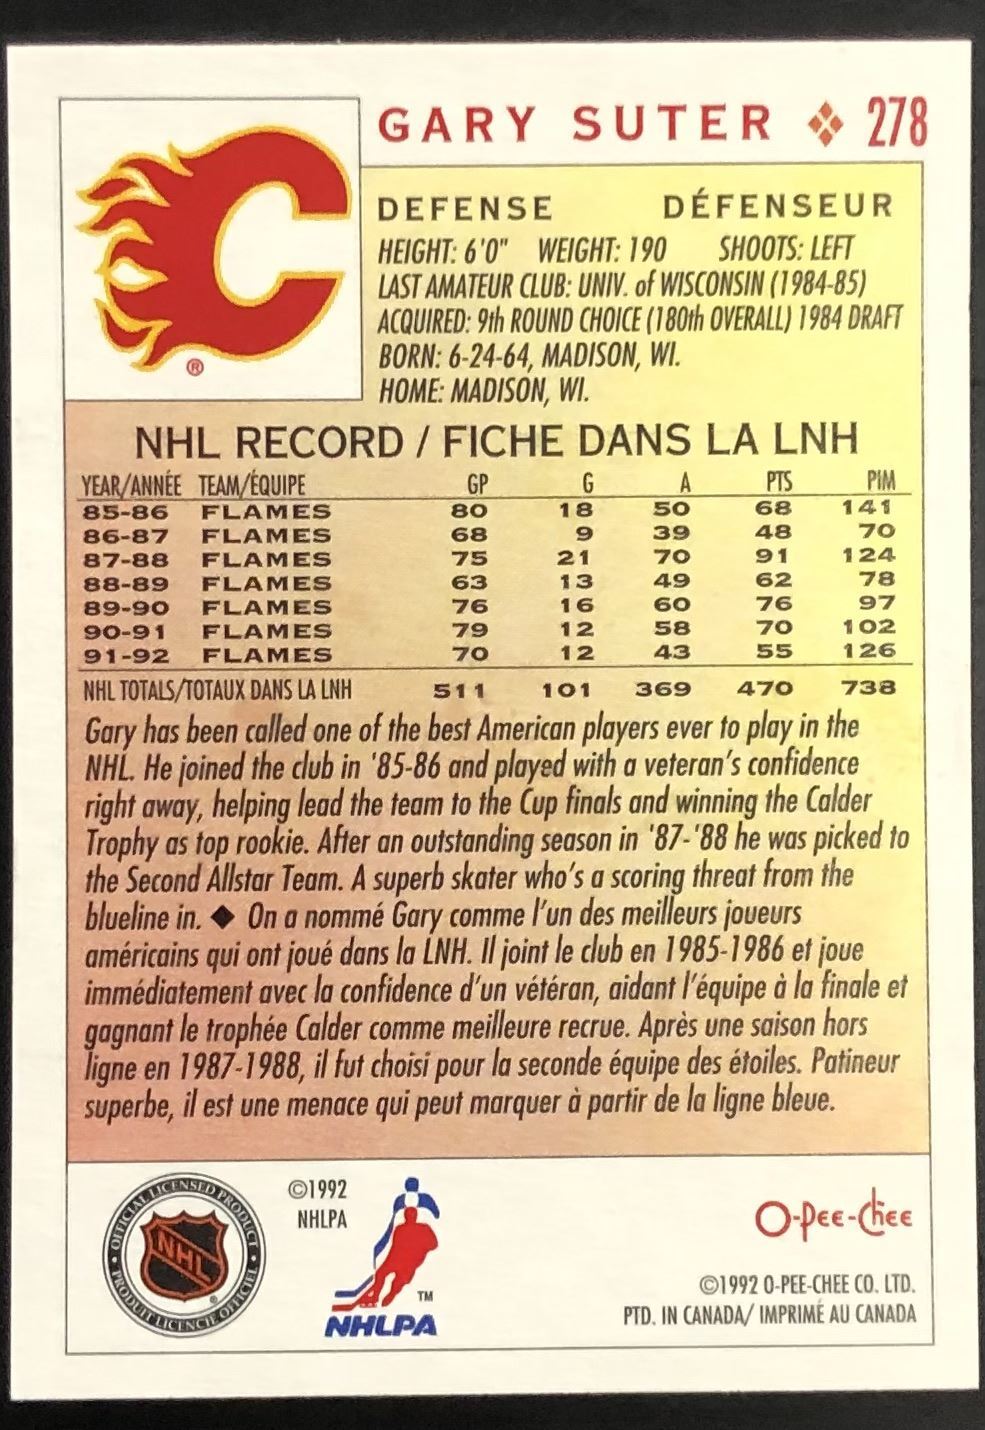 GARY SUTER 278
DEFENSE DÉFENSEUR
HEIGHT: 6'0" WEIGHT: 190 SHOOTS: LEFT
LAST AMATEUR CLUB: UNIV. of WISCONSIN (1984-85)
ACQUIRED: 9th ROUND CHOICE (180th OVERALL) 1984 DRAFT
BORN: 6-24-64, MADISON, WI.
HOME: MADISON, WI.
®
NHL RECORD / FICHE DANS LA LNH
YEAR/ANNÉE TEAM/ÉQUIPE GP G A PTS PIM
85-86 FLAMES 80 18 50 68 141
86-87 FLAMES 68 9 39 48 70
87-88 FLAMES 75 21 70 91 124
88-89 FLAMES 63 13 49 62 78
89-90 FLAMES 76 16 60 76 97
90-91 FLAMES 79 12 58 70 102
91-92 FLAMES 70 12 43 55 126
NHL TOTALS/TOTAUX DANS LA LNH 511 101 369 470 738
Gary has been called one of the best American players ever to play in the
NHL. He joined the club in '85-86 and played with a veteran's confidence
right away, helping lead the team to the Cup finals and winning the Calder
Trophy as top rookie. After an outstanding season in '87-'88 he was picked to
the Second Allstar Team. A superb skater who's a scoring threat from the
blueline in. ◆ On a nommé Gary comme l'un des meilleurs joueurs
américains qui ont joué dans la LNH. Il joint le club en 1985-1986 et joue
immédiatement avec la confidence d'un vétéran, aidant l'équipe à la finale et
gagnant le trophée Calder comme meilleure recrue. Après une saison hors
ligne en 1987-1988, il fut choisi pour la seconde équipe des étoiles. Patineur
superbe, il est une menace qui peut marquer à partir de la ligne bleue.
OFFICIAL LICENSED PRODUCT • PRODUIT LICENCIE OFFICIEL •
NHL
©1992
NHLPA
TM
NHLPA
O-Pee-Chee
©1992 O-PEE-CHEE CO. LTD.
PTD. IN CANADA/ IMPRIMÉ AU CANADA